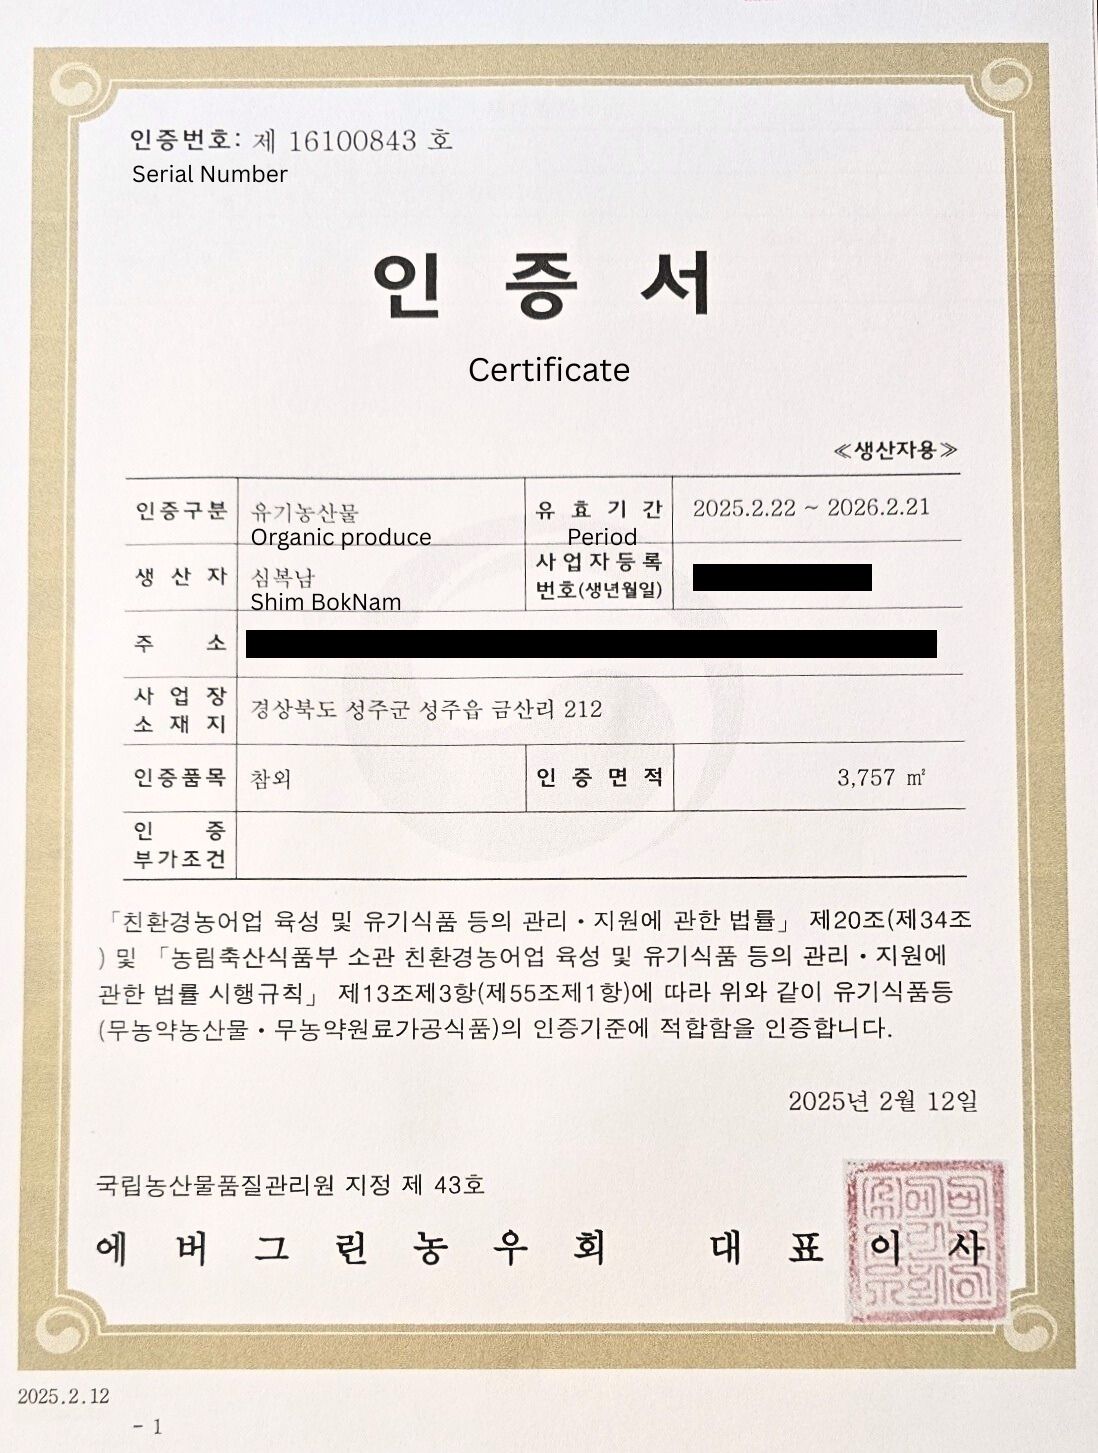 인증번호: 제 16100843 호
Serial Number
인 증 서
Certificate
≪생산자용≫
인증구분 유기농산물 유 효 기 간 2025.2.22 ~ 2026.2.21
Organic produce Period
생 산 자 심복남 사업자등록
번호(생년월일)
Shim BokNam
주 소
사 업 장
소 재 지 경상북도 성주군 성주읍 금산리 212
인증품목 참외 인 증 면 적 3,757 ㎡
인 증
부가조건
「친환경농어업 육성 및 유기식품 등의 관리・지원에 관한 법률」 제20조(제34조
) 및 「농림축산식품부 소관 친환경농어업 육성 및 유기식품 등의 관리・지원에
관한 법률 시행규칙」 제13조제3항(제55조제1항)에 따라 위와 같이 유기식품등
(무농약농산물・무농약원료가공식품)의 인증기준에 적합함을 인증합니다.
2025년 2월 12일
국립농산물품질관리원 지정 제 43호
에 버 그 린 농 우 회 대 표 이 사
2025.2.12
- 1